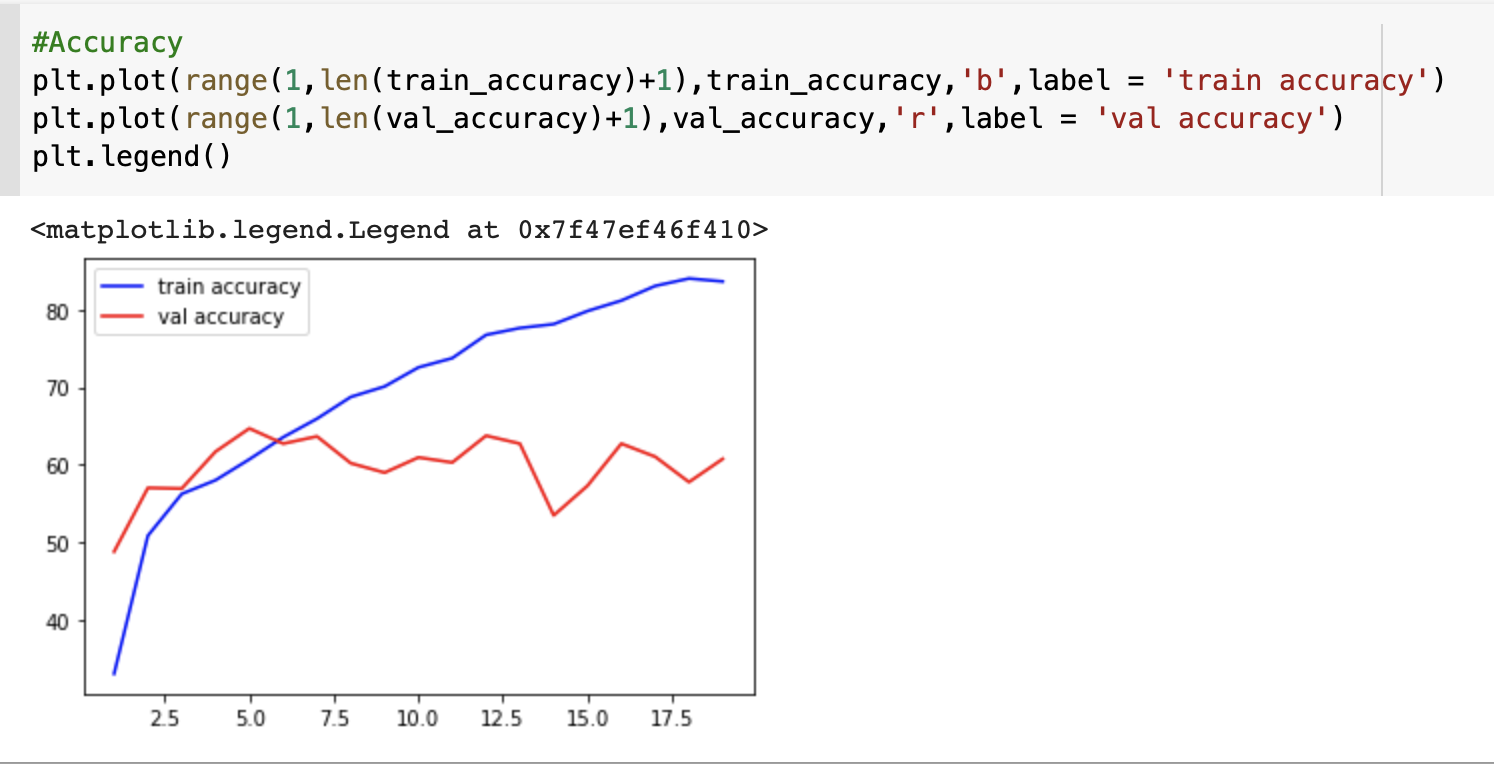 #Accuracy
plt.plot(range(1,len(train_accuracy)+1),train_accuracy,'b',label = 'train accuracy')
plt.plot(range(1,len(val_accuracy)+1),val_accuracy,'r',label = 'val accuracy')
plt.legend()
<matplotlib.legend.Legend at 0x7f47ef46f410>
train accuracy
val accuracy
80
70
60
50
40
2.5 5.0 7.5 10.0 12.5 15.0 17.5